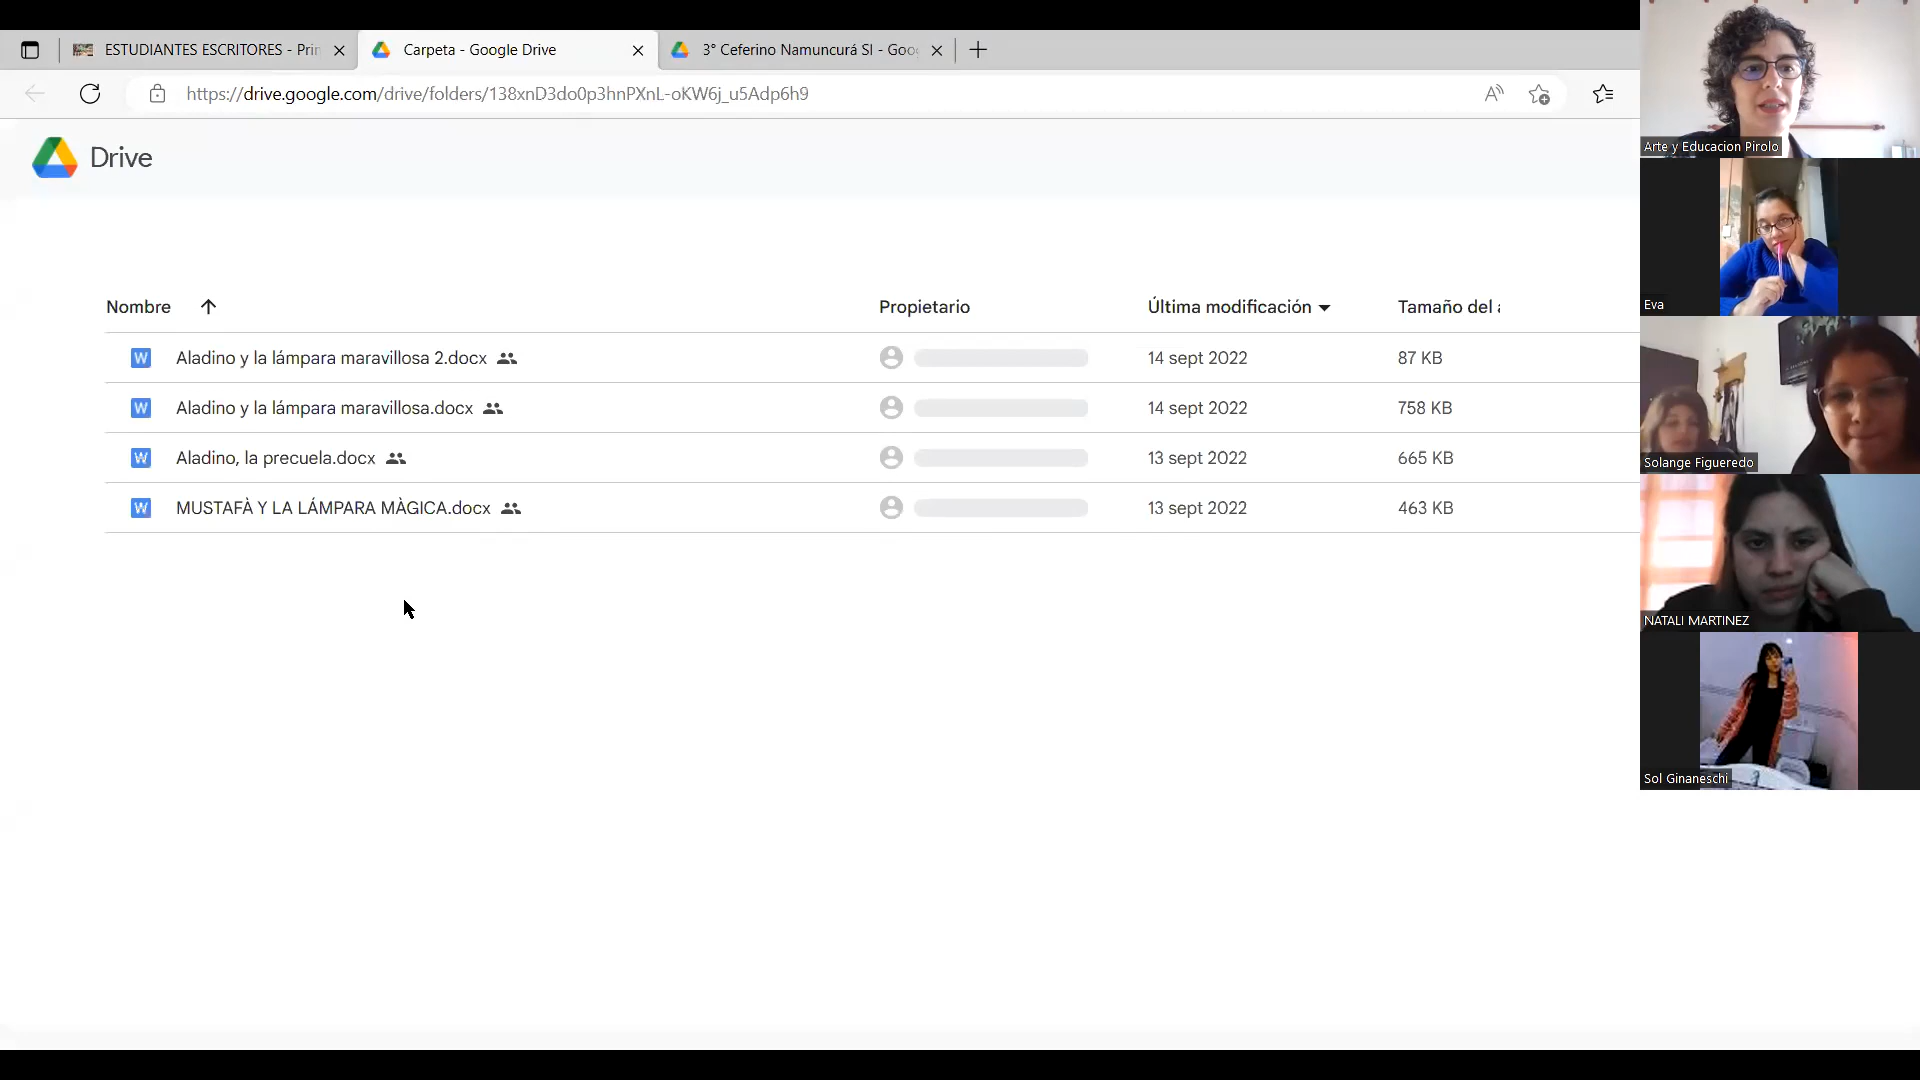 ESTUDIANTES ESCRITORES - Prin
Carpeta - Google Drive
3° Ceferino Namuncurá SI - Goo
https://drive.google.com/drive/folders/138xnD3do0p3hnPXnL-oKW6j_u5Adp6h9
Drive
Nombre Propietario Última modificación Tamaño del a
Aladino y la lámpara maravillosa 2.docx 14 sept 2022 87 KB
Aladino y la lámpara maravillosa.docx 14 sept 2022 758 KB
Aladino, la precuela.docx 13 sept 2022 665 KB
MUSTAFÀ Y LA LÁMPARA MÀGICA.docx 13 sept 2022 463 KB
Arte y Educacion Pirolo
Eva
Solange Figueredo
NATALI MARTINEZ
Sol Ginaneschi